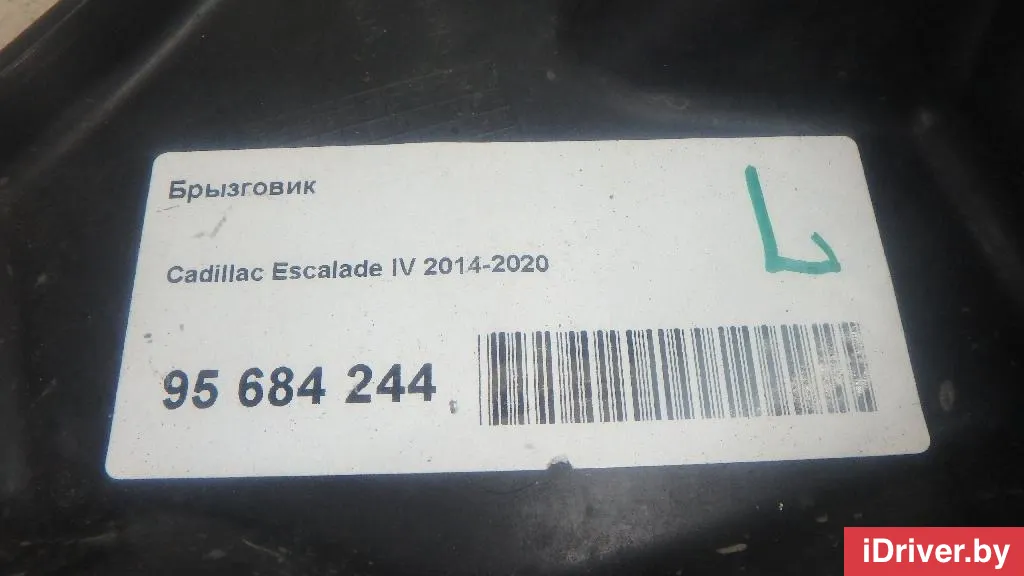 Брызговик
L
Cadillac Escalade IV 2014-2020
95 684 244
iDriver.by